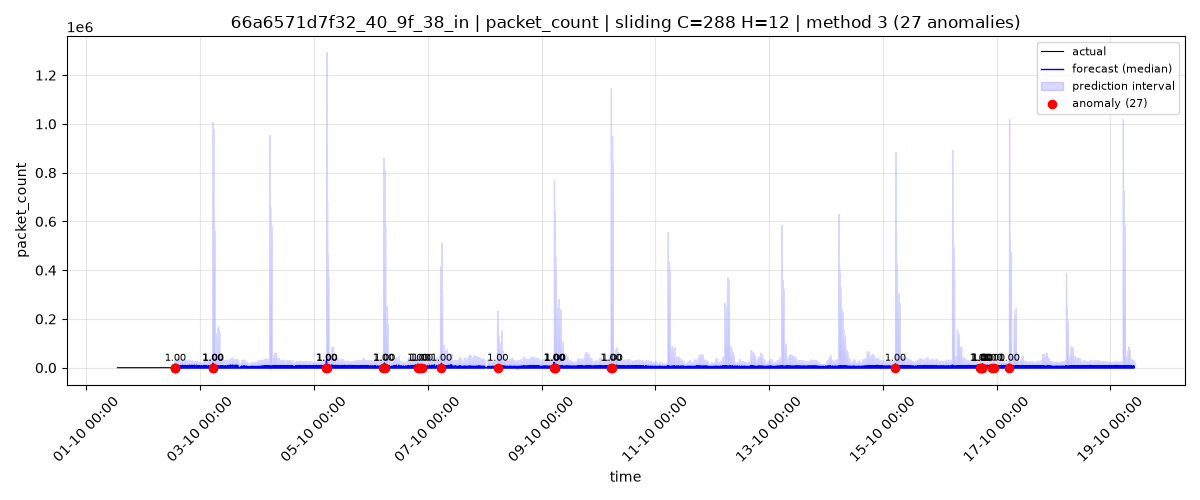 66a6571d7f32_40_9f_38_in | packet_count | sliding C=288 H=12 | method 3 (27 anomalies)
1e6
actual
forecast (median)
prediction interval
anomaly (27)
1.2
1.0
0.8
0.6
0.4
0.2
0.0
packet_count
1.00 1.00 1.00 1.00 1.00 1.00 1.00 1.00 1.00 1.00
01-10 00:00
03-10 00:00
05-10 00:00
07-10 00:00
09-10 00:00
11-10 00:00
13-10 00:00
15-10 00:00
17-10 00:00
19-10 00:00
time